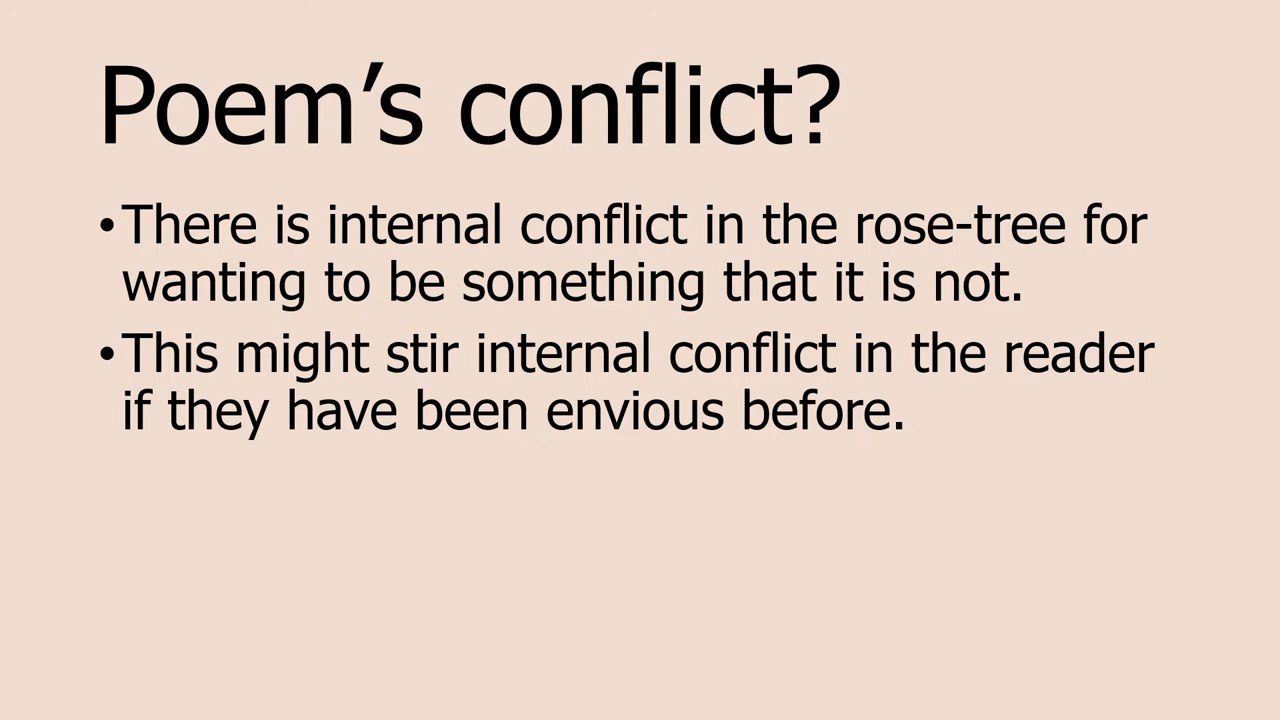 Poem’s conflict?
•There is internal conflict in the rose-tree for
wanting to be something that it is not.
•This might stir internal conflict in the reader
if they have been envious before.